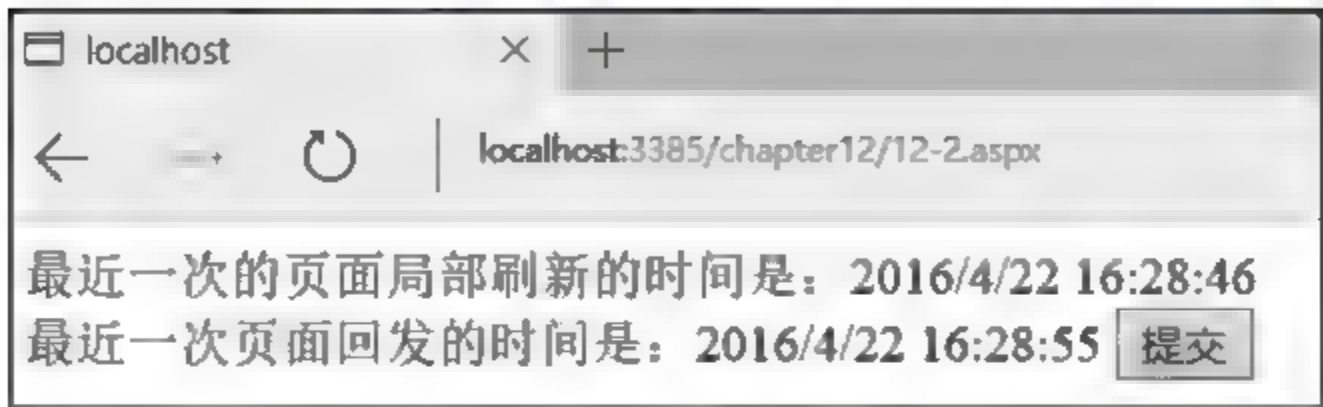 localhost
localhost:3385/chapter12/12-2.aspx
最近一次的页面局部刷新的时间是：2016/4/22 16:28:46
最近一次页面回发的时间是：2016/4/22 16:28:55 提交